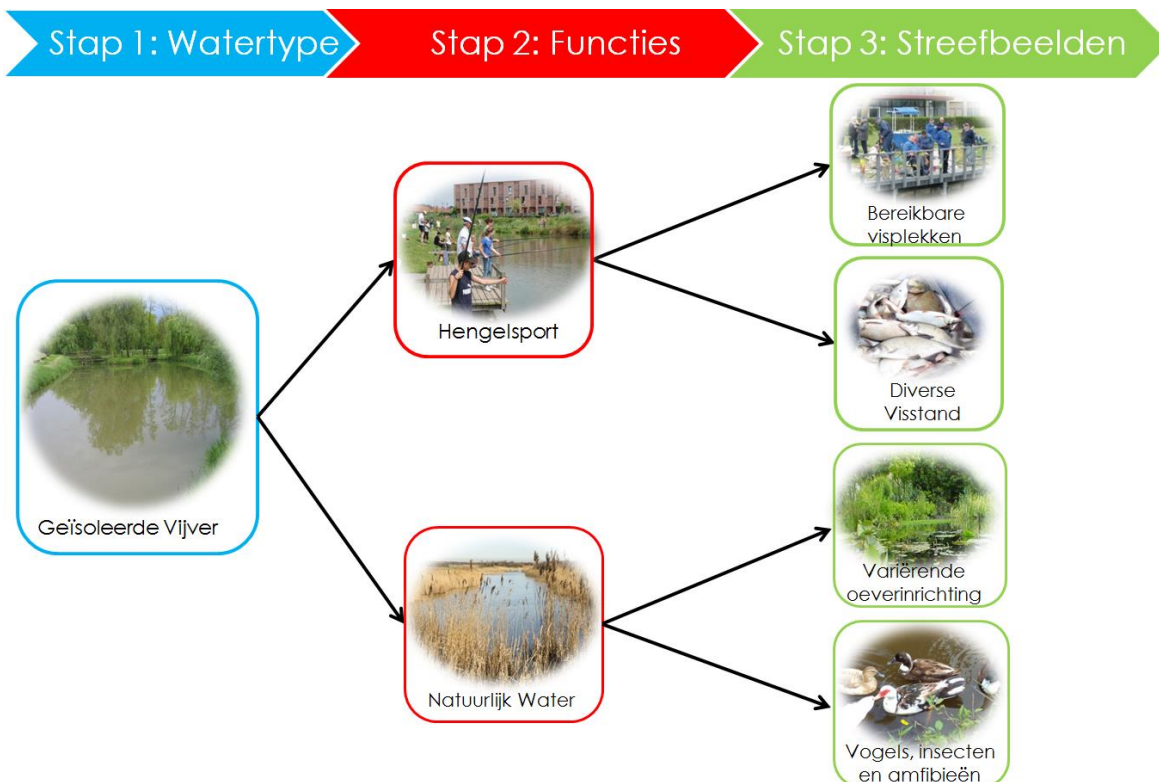 Stap 1: Watertype
Stap 2: Functies
Stap 3: Streefbeelden
Geïsoleerde Vijver
Hengelsport
Natuurlijk Water
Bereikbare
visplekken
Diverse
Visstand
Variërende
oeverinrichting
Vogels, insecten
en amfibieën